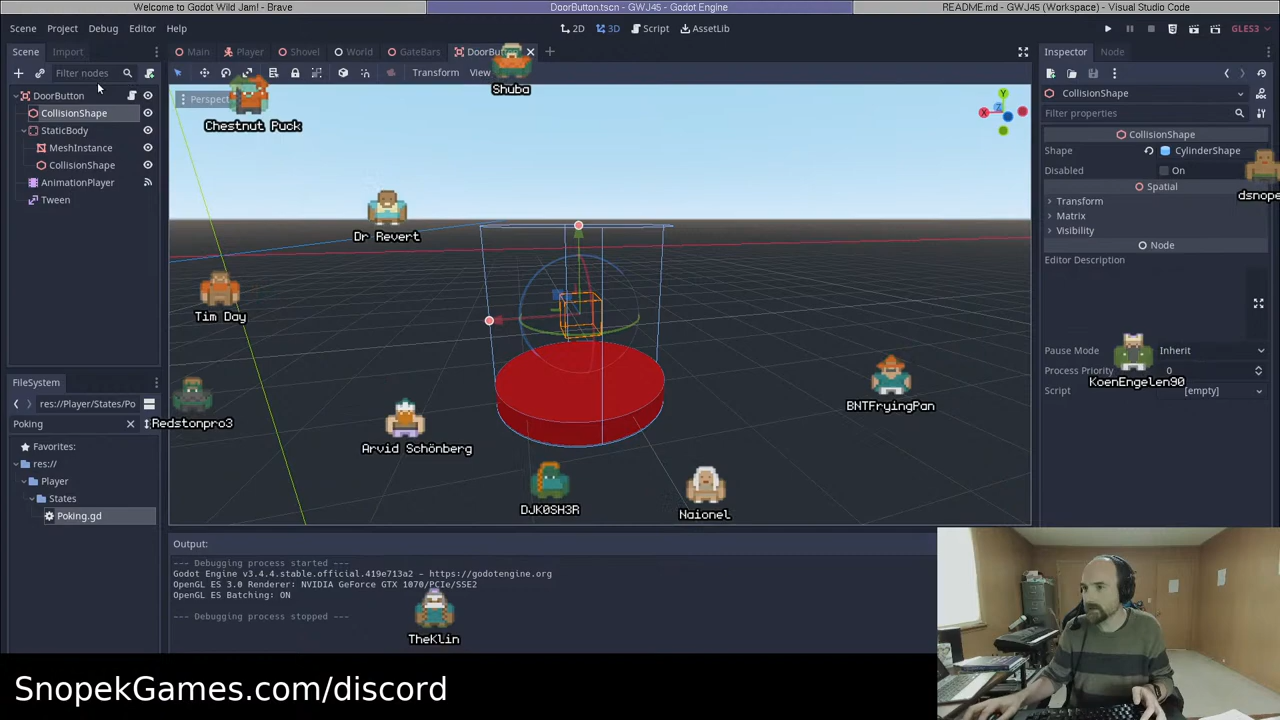 Welcome to Godot Wild Jam! - Brave
DoorButton.tscn - GWJ45 - Godot Engine
README.md - GWJ45 (Workspace) - Visual Studio Code
Scene Project Debug Editor Help
2D 3D Script AssetLib
GLES3
Scene Import
Main Player Shovel World GateBars DoorBu
Inspector Node
Filter nodes
Transform View
Shuba
DoorButton
CollisionShape
StaticBody
MeshInstance
CollisionShape
AnimationPlayer
Tween
Perspect
Chestnut Puck
Y
Z
X
CollisionShape
Filter properties
CollisionShape
Shape CylinderShape
Disabled On
Spatial
Transform
Matrix
Visibility
Node
Editor Description
dsnope
Dr Revert
Tim Day
KoenEngelen90
Pause Mode Inherit
Process Priority 0
Script [empty]
FileSystem
res://Player/States/Po
Poking
Redstonpro3
Favorites:
res://
Player
States
Poking.gd
BNTFryingPan
Arvid Schönberg
DJK0SH3R
Naionel
Output:
--- Debugging process started ---
Godot Engine v3.4.4.stable.official.419e713a2 - https://godotengine.org
OpenGL ES 3.0 Renderer: NVIDIA GeForce GTX 1070/PCIe/SSE2
OpenGL ES Batching: ON
--- Debugging process stopped ---
TheKlin
SnopekGames.com/discord